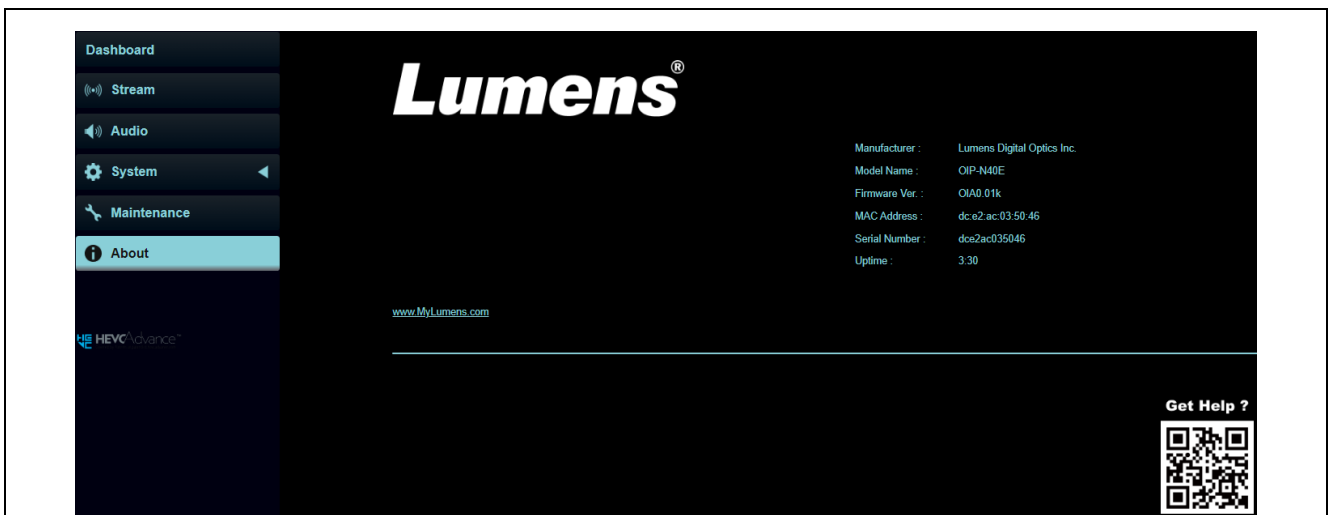 Dashboard
Stream
Audio
System
Maintenance
About
HEVCAdvance™
Lumens®
Manufacturer : Lumens Digital Optics Inc.
Model Name : OIP-N40E
Firmware Ver. : OIA0.01k
MAC Address : dc:e2:ac:03:50:46
Serial Number : dce2ac035046
Uptime : 3:30
www.MyLumens.com
Get Help ?